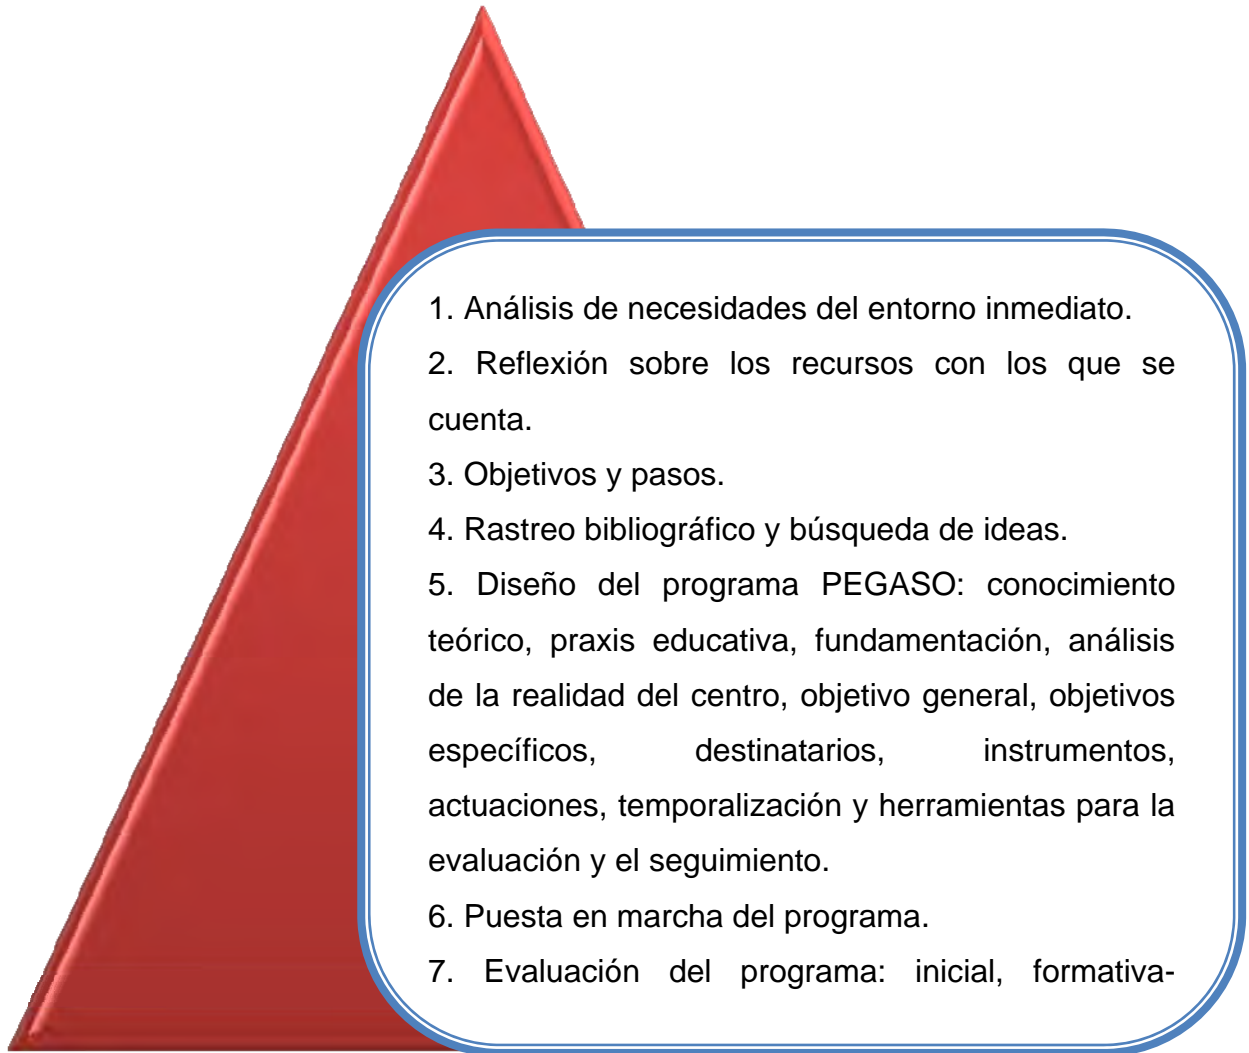 1. Análisis de necesidades del entorno inmediato.
2. Reflexión sobre los recursos con los que se
cuenta.
3. Objetivos y pasos.
4. Rastreo bibliográfico y búsqueda de ideas.
5. Diseño del programa PEGASO: conocimiento
teórico, praxis educativa, fundamentación, análisis
de la realidad del centro, objetivo general, objetivos
específicos, destinatarios, instrumentos,
actuaciones, temporalización y herramientas para la
evaluación y el seguimiento.
6. Puesta en marcha del programa.
7. Evaluación del programa: inicial, formativa-